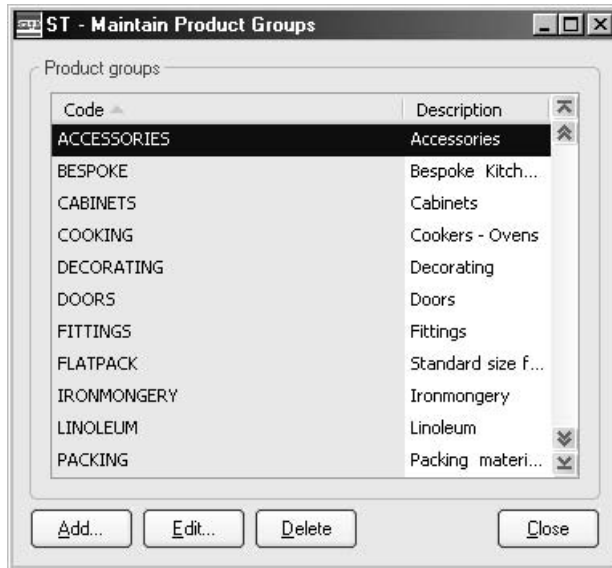 ST - Maintain Product Groups
Product groups
Code Description
ACCESSORIES Accessories
BESPOKE Bespoke Kitch...
CABINETS Cabinets
COOKING Cookers - Ovens
DECORATING Decorating
DOORS Doors
FITTINGS Fittings
FLATPACK Standard size f...
IRONMONGERY Ironmongery
LINOLEUM Linoleum
PACKING Packing materi...
Add... Edit... Delete Close